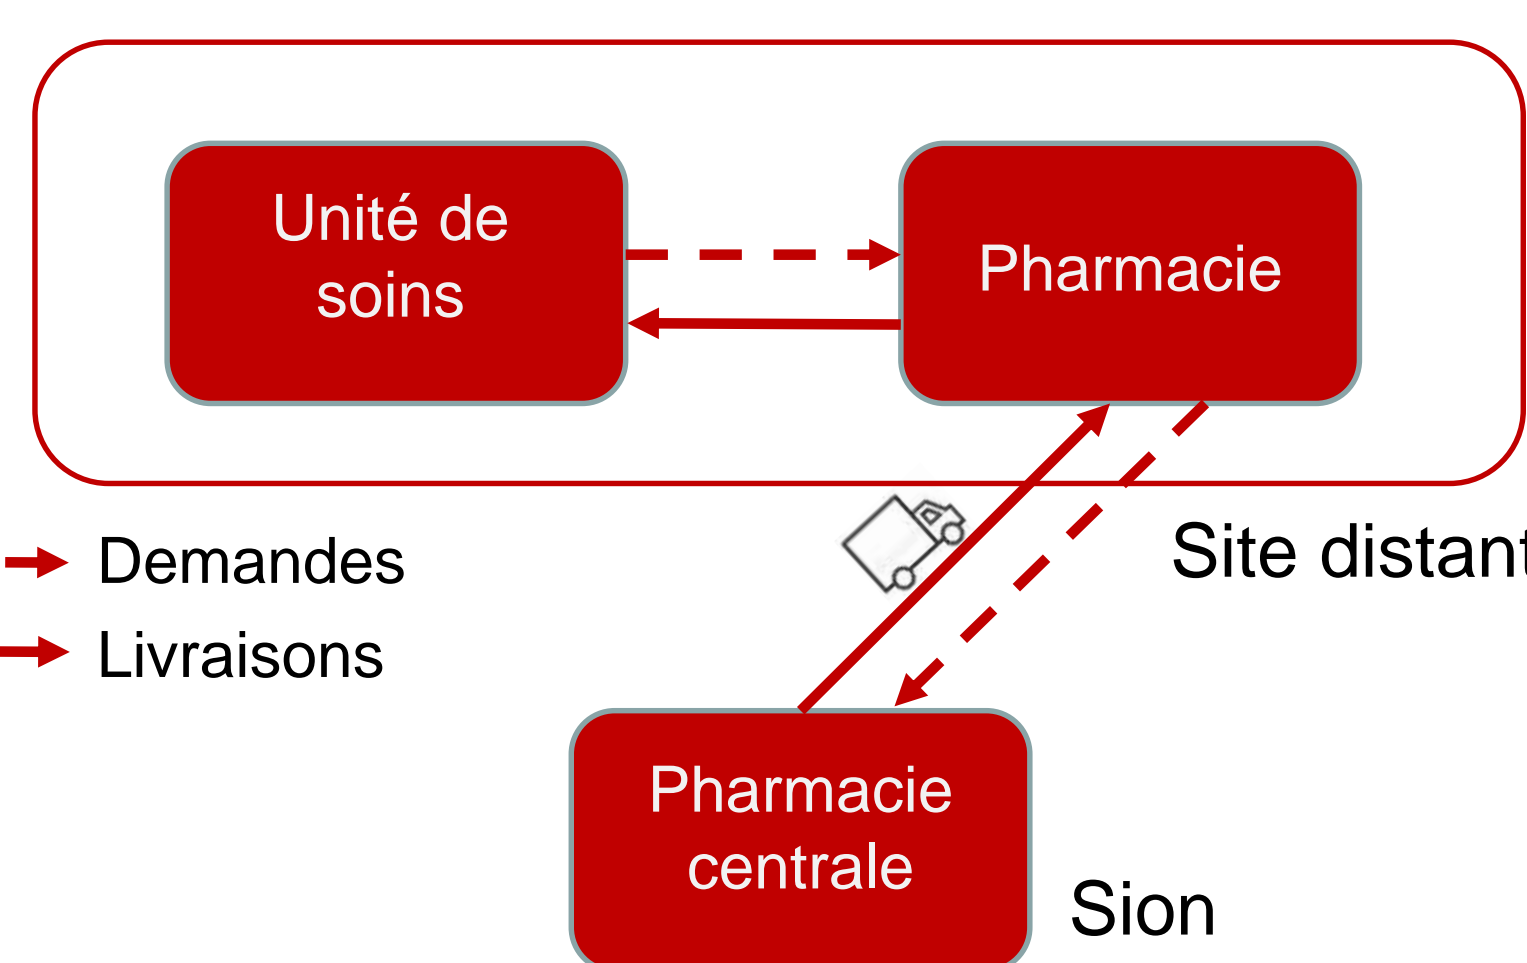 Unité de
soins
Pharmacie
Demandes
Livraisons
Site distant
Pharmacie
centrale
Sion